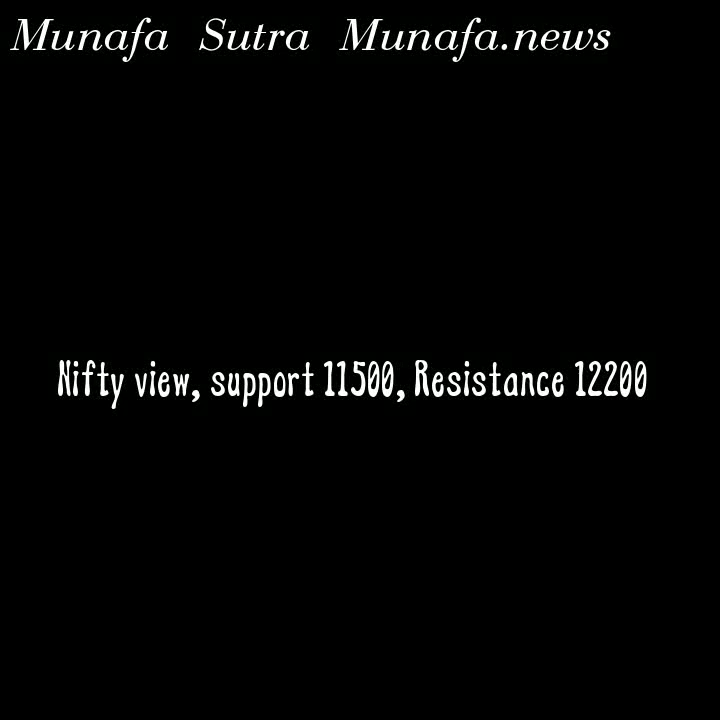 Munafa Sutra Munafa.news
Nifty view, support 11500, Resistance 12200